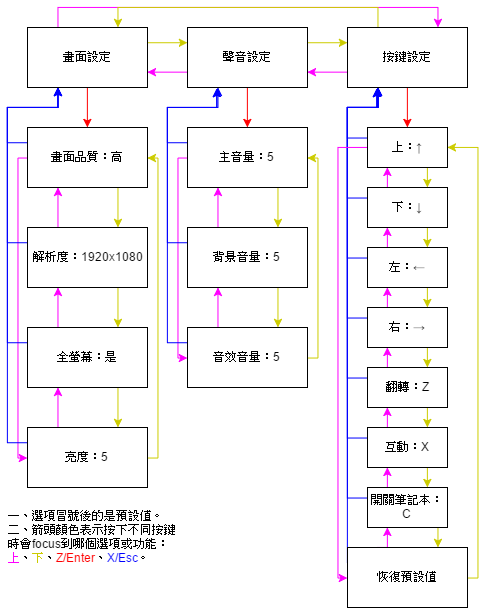 畫面設定
聲音設定
按鍵設定
畫面品質：高
主音量：5
上：↑
下：↓
解析度：1920x1080
背景音量：5
左：←
右：→
全螢幕：是
音效音量：5
翻轉：Z
亮度：5
互動：X
開關筆記本：
C
恢復預設值
一、選項冒號後的是預設值。
二、箭頭顏色表示按下不同按鍵
時會focus到哪個選項或功能：
上、下、Z/Enter、X/Esc。